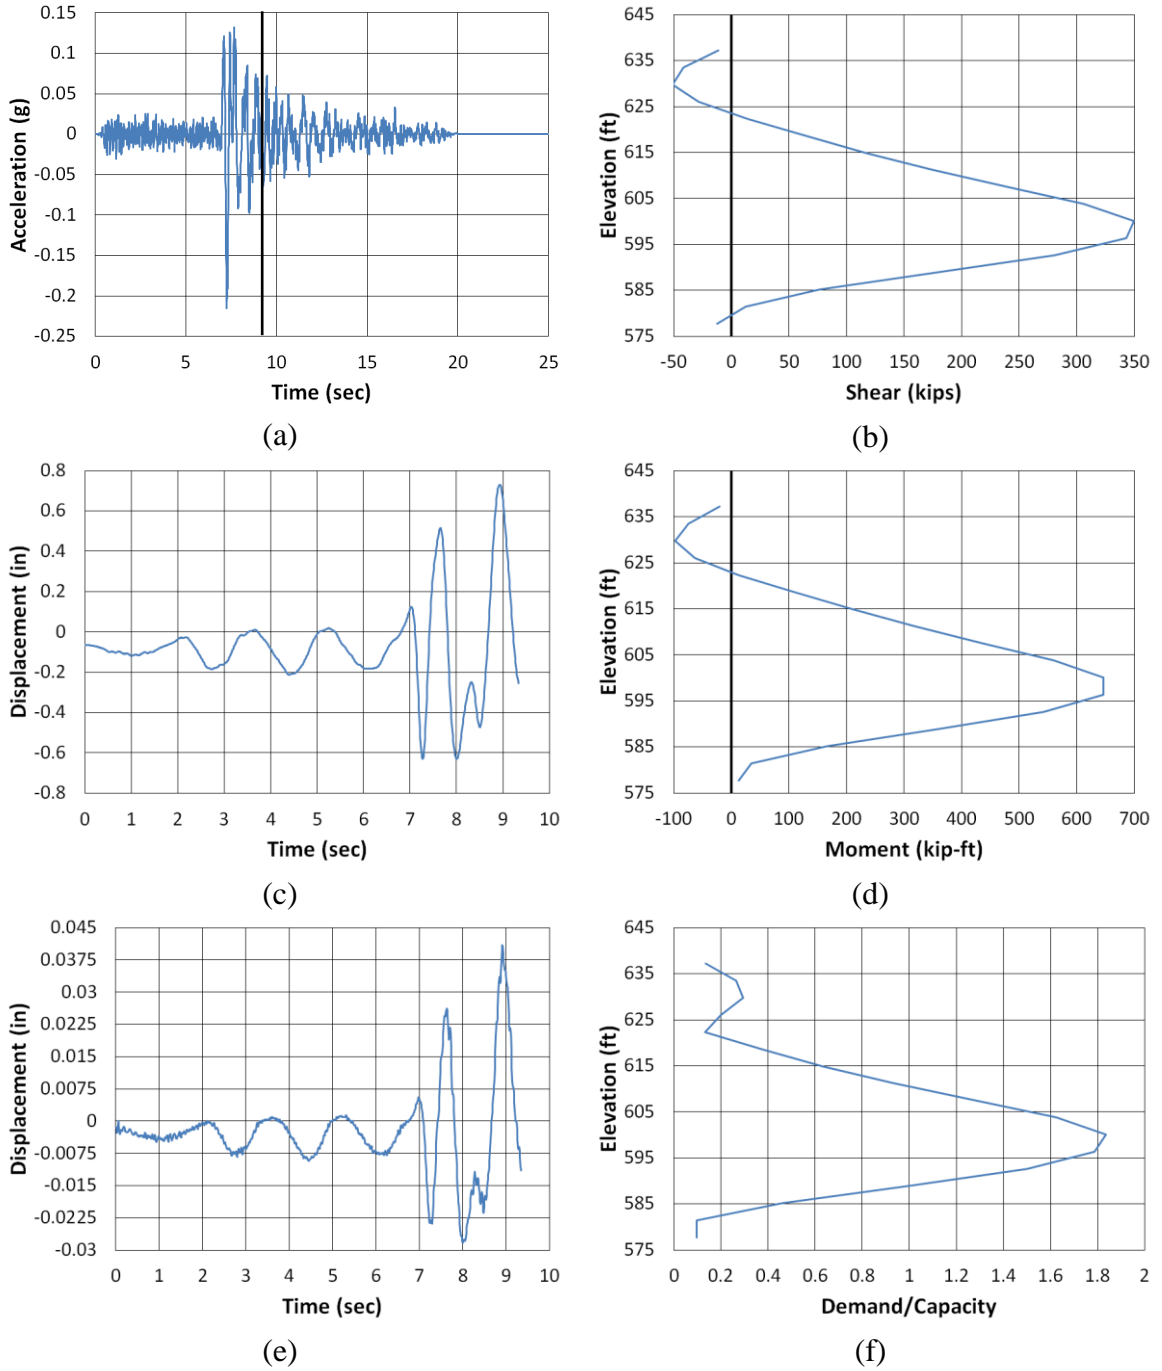 0.15
0.1
0.05
0
-0.05
-0.1
-0.15
-0.2
-0.25
Acceleration (g)
0 5 10 15 20 25
Time (sec)
(a)
645
635
625
615
605
595
585
575
Elevation (ft)
-50 0 50 100 150 200 250 300 350
Shear (kips)
(b)
0.8
0.6
0.4
0.2
0
-0.2
-0.4
-0.6
-0.8
Displacement (in)
0 1 2 3 4 5 6 7 8 9 10
Time (sec)
(c)
645
635
625
615
605
595
585
575
Elevation (ft)
-100 0 100 200 300 400 500 600 700
Moment (kip-ft)
(d)
0.045
0.0375
0.03
0.0225
0.015
0.0075
0
-0.0075
-0.015
-0.0225
-0.03
Displacement (in)
0 1 2 3 4 5 6 7 8 9 10
Time (sec)
(e)
645
635
625
615
605
595
585
575
Elevation (ft)
0 0.2 0.4 0.6 0.8 1 1.2 1.4 1.6 1.8 2
Demand/Capacity
(f)